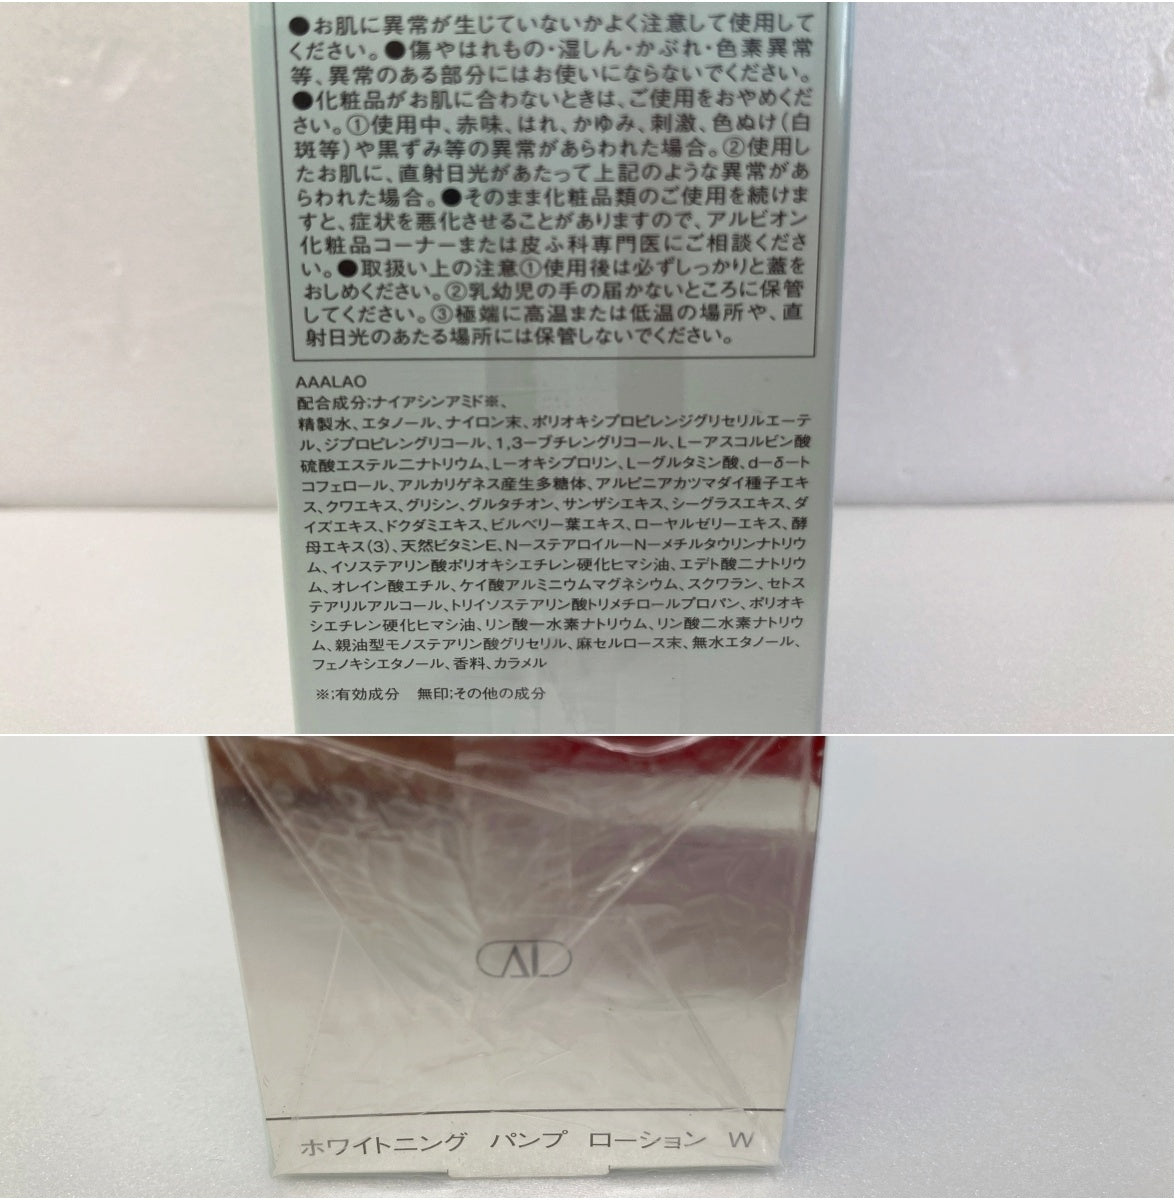 ●お肌に異常が生じていないかよく注意して使用して
ください。●傷やはれもの・湿しん・かぶれ・色素異常
等、異常のある部分にはお使いにならないでください。
●化粧品がお肌に合わないときは、ご使用をおやめくだ
さい。①使用中、赤味、はれ、かゆみ、刺激、色ぬけ(白
斑等)や黒ずみ等の異常があらわれた場合。②使用し
たお肌に、直射日光があたって上記のような異常があ
らわれた場合。●そのまま化粧品類のご使用を続けま
すと、症状を悪化させることがありますので、アルビオン
化粧品コーナーまたは皮ふ科専門医にご相談くださ
い。●取扱い上の注意①使用後は必ずしっかりと蓋を
おしめください。②乳幼児の手の届かないところに保管
してください。③極端に高温または低温の場所や、直
射日光のあたる場所には保管しないでください。
AAALAO
配合成分;ナイアシンアミド※、
精製水、エタノール、ナイロン末、ポリオキシプロピレンジグリセリルエーテ
ル、ジプロピレングリコール、1,3ーブチレングリコール、Lーアスコルビン酸
硫酸エステル二ナトリウム、Lーオキシプロリン、Lーグルタミン酸、dーδート
コフェロール、アルカリゲネス産生多糖体、アルピニアカツマダイ種子エキ
ス、クワエキス、グリシン、グルタチオン、サンザシエキス、シーグラスエキス、ダ
イズエキス、ドクダミエキス、ビルベリー葉エキス、ローヤルゼリーエキス、酵
母エキス(3)、天然ビタミンE、NーステアロイルーNーメチルタウリンナトリウ
ム、イソステアリン酸ポリオキシエチレン硬化ヒマシ油、エデト酸二ナトリウ
ム、オレイン酸エチル、ケイ酸アルミニウムマグネシウム、スクワラン、セトス
テアリルアルコール、トリイソステアリン酸トリメチロールプロパン、ポリオキ
シエチレン硬化ヒマシ油、リン酸一水素ナトリウム、リン酸二水素ナトリウ
ム、親油型モノステアリン酸グリセリル、麻セルロース末、無水エタノール、
フェノキシエタノール、香料、カラメル
※;有効成分　無印;その他の成分
AL
ホワイトニング パンプ ローション W